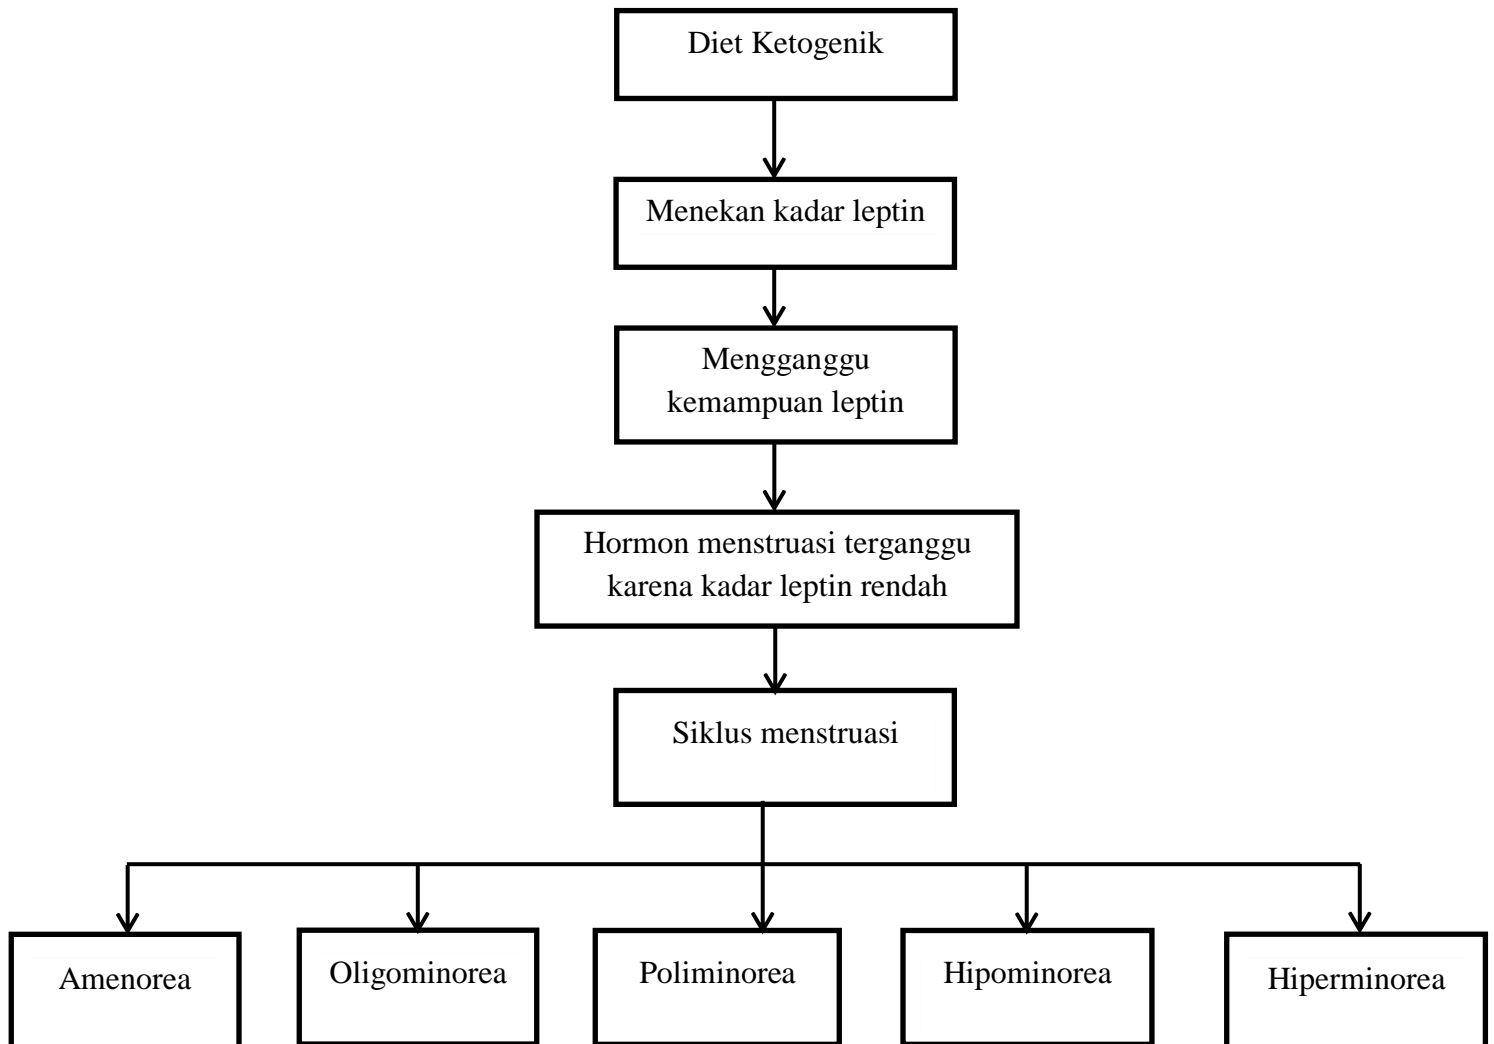 Diet Ketogenik
Menekan kadar leptin
Mengganggu
kemampuan leptin
Hormon menstruasi terganggu
karena kadar leptin rendah
Siklus menstruasi
Amenorea
Oligominorea
Poliminorea
Hipominorea
Hiperminorea